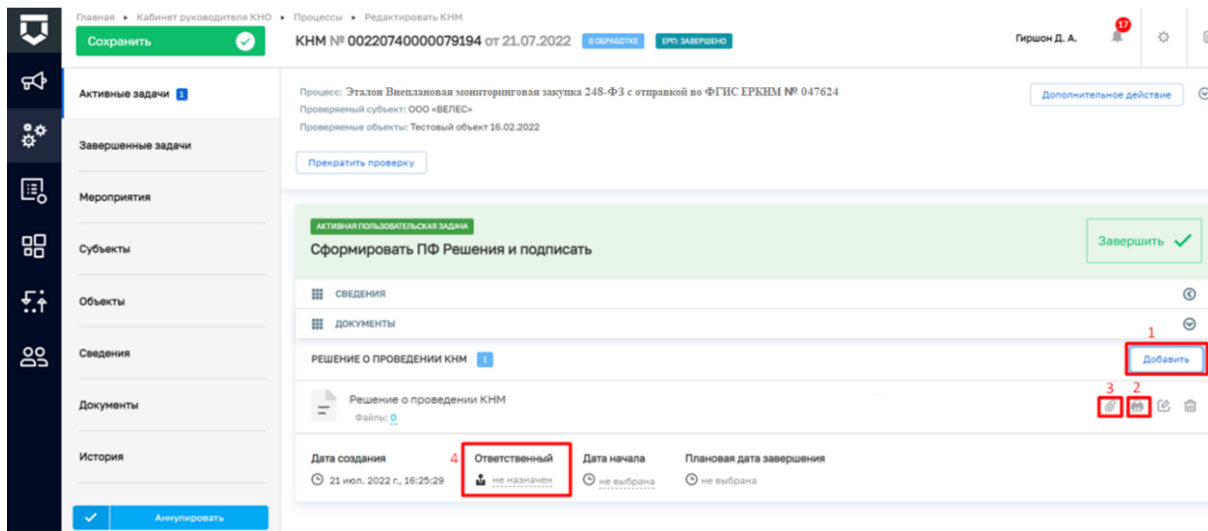 Главная ▸ Кабинет руководителя КНО ▸ Процессы ▸ Редактировать КНМ
Сохранить
КНМ № 00220740000079194 от 21.07.2022 В ОБРАБОТКЕ ЕРП: ЗАВЕРШЕНО
Гиршон Д. А.
17
Активные задачи 1
Завершенные задачи
Мероприятия
Субъекты
Объекты
Сведения
Документы
История
Аннулировать
Процесс: Эталон Внеплановая мониторинговая закупка 248-ФЗ с отправкой во ФГИС ЕРКНМ № 047624
Дополнительное действие
Проверяемый субъект: ООО «ВЕЛЕС»
Проверяемые объекты: Тестовый объект 16.02.2022
Прекратить проверку
АКТИВНАЯ ПОЛЬЗОВАТЕЛЬСКАЯ ЗАДАЧА
Сформировать ПФ Решения и подписать
Завершить
СВЕДЕНИЯ
ДОКУМЕНТЫ
1
РЕШЕНИЕ О ПРОВЕДЕНИИ КНМ 1
Добавить
3 2
Решение о проведении КНМ
Файлы: 0
4
Дата создания Ответственный Дата начала Плановая дата завершения
21 июл. 2022 г., 16:25:29 не назначен не выбрана не выбрана